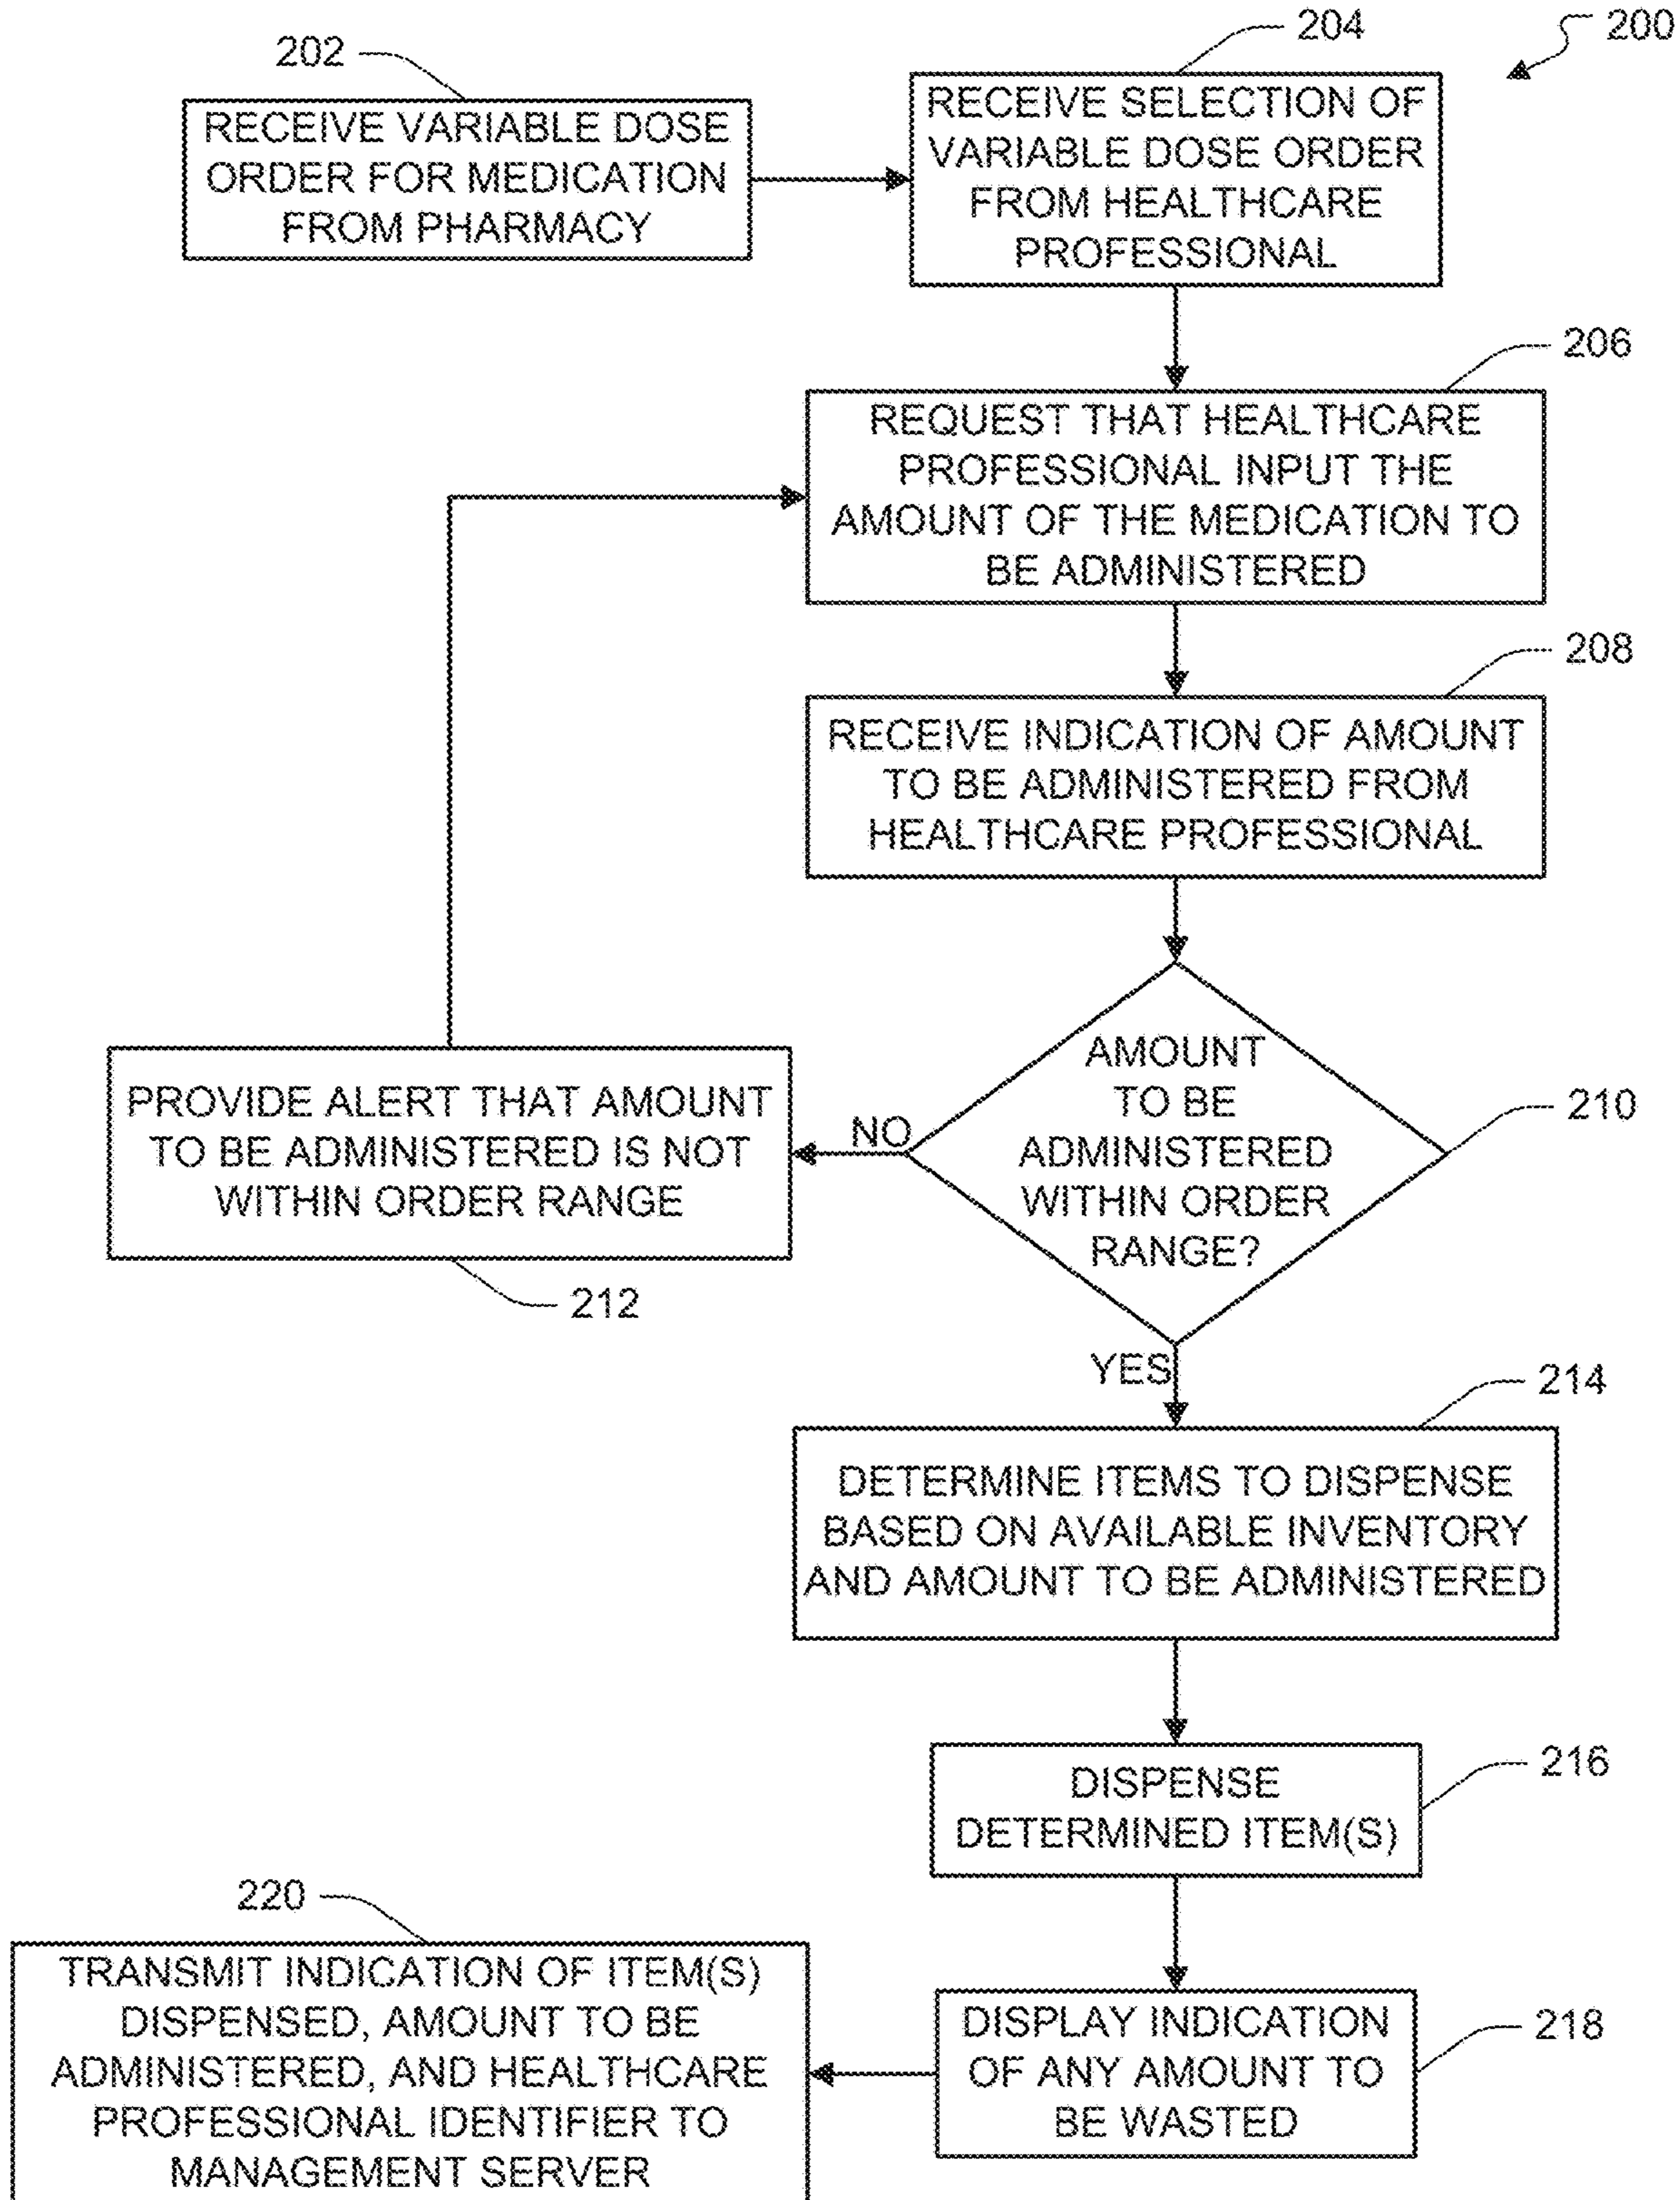 200
202
RECEIVE VARIABLE DOSE
ORDER FOR MEDICATION
FROM PHARMACY
204
RECEIVE SELECTION OF
VARIABLE DOSE ORDER
FROM HEALTHCARE
PROFESSIONAL
206
REQUEST THAT HEALTHCARE
PROFESSIONAL INPUT THE
AMOUNT OF THE MEDICATION TO
BE ADMINISTERED
208
RECEIVE INDICATION OF AMOUNT
TO BE ADMINISTERED FROM
HEALTHCARE PROFESSIONAL
AMOUNT
TO BE
ADMINISTERED
WITHIN ORDER
RANGE?
210
NO
PROVIDE ALERT THAT AMOUNT
TO BE ADMINISTERED IS NOT
WITHIN ORDER RANGE
212
YES
214
DETERMINE ITEMS TO DISPENSE
BASED ON AVAILABLE INVENTORY
AND AMOUNT TO BE ADMINISTERED
216
DISPENSE
DETERMINED ITEM(S)
218
DISPLAY INDICATION
OF ANY AMOUNT TO
BE WASTED
220
TRANSMIT INDICATION OF ITEM(S)
DISPENSED, AMOUNT TO BE
ADMINISTERED, AND HEALTHCARE
PROFESSIONAL IDENTIFIER TO
MANAGEMENT SERVER